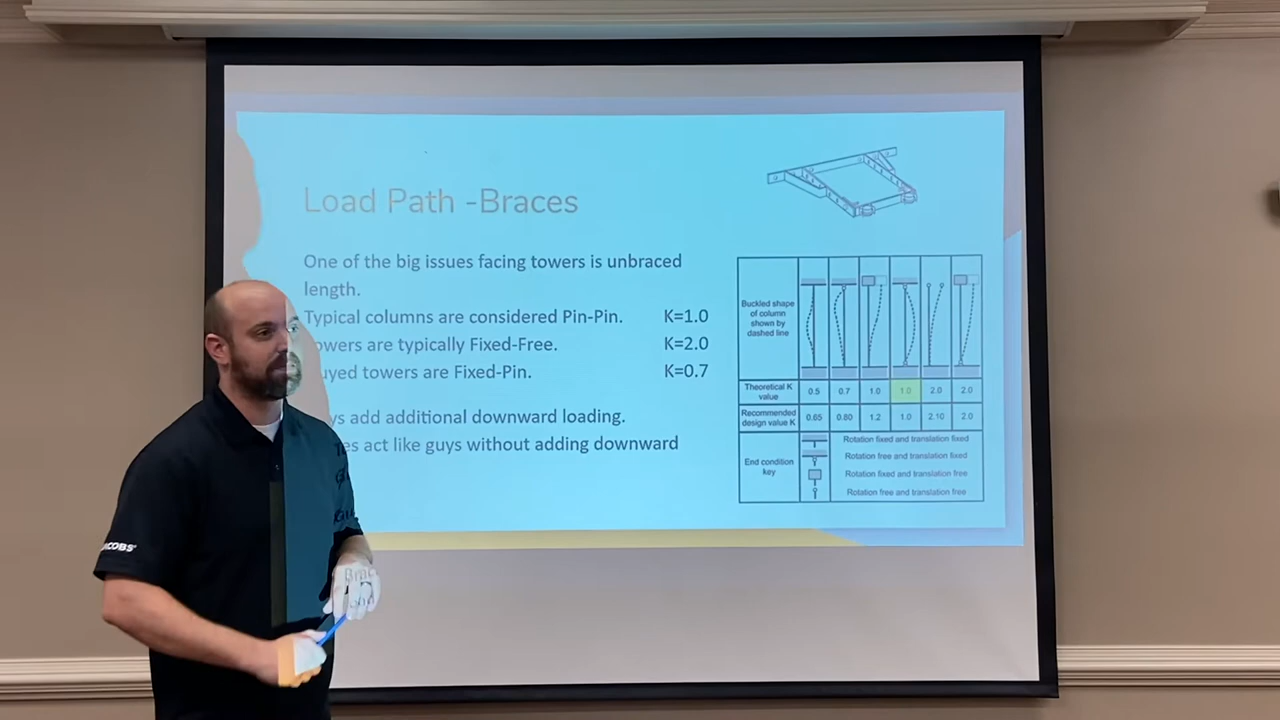 Load Path -Braces
One of the big issues facing towers is unbraced
length.
Typical columns are considered Pin-Pin. K=1.0
owers are typically Fixed-Free. K=2.0
uyed towers are Fixed-Pin. K=0.7
ys add additional downward loading.
es act like guys without adding downward
Buckled shape
of column
shown by
dashed line
Theoretical K
value
0.5 0.7 1.0 1.0 2.0 2.0
Recommended
design value K
0.65 0.80 1.2 1.0 2.10 2.0
End condition
key
Rotation fixed and translation fixed
Rotation free and translation fixed
Rotation fixed and translation free
Rotation free and translation free
ACOBS
Brac